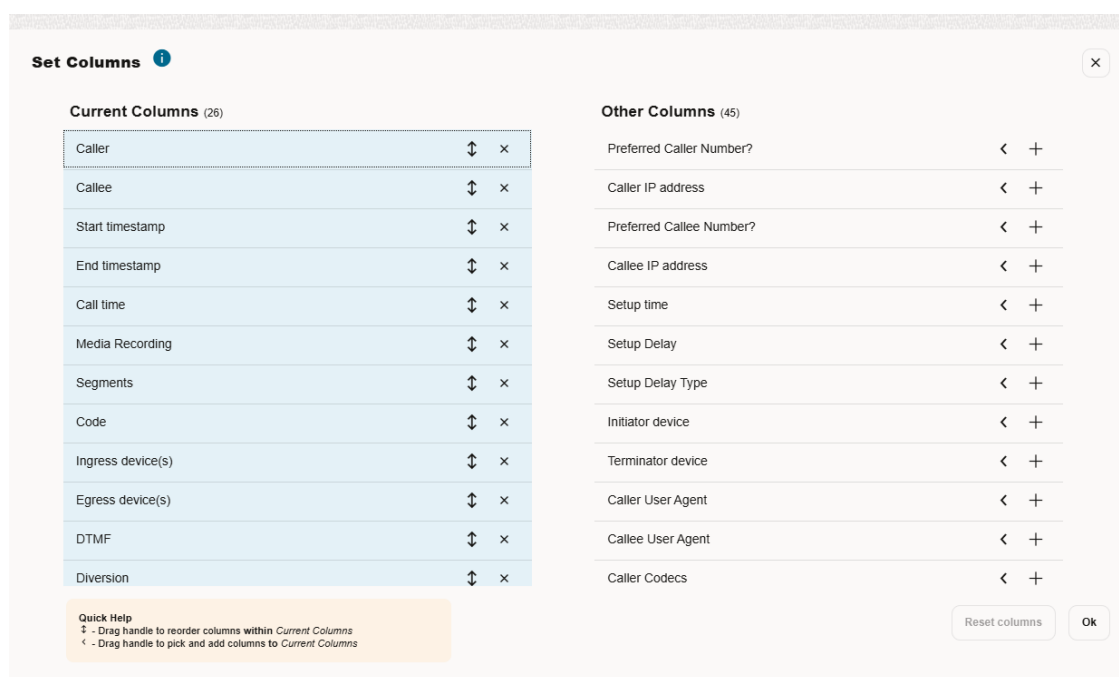 Set Columns
Current Columns (26)
Caller
Callee
Start timestamp
End timestamp
Call time
Media Recording
Segments
Code
Ingress device(s)
Egress device(s)
DTMF
Diversion
Quick Help
↕ - Drag handle to reorder columns within Current Columns
< - Drag handle to pick and add columns to Current Columns
Other Columns (45)
Preferred Caller Number?
Caller IP address
Preferred Callee Number?
Callee IP address
Setup time
Setup Delay
Setup Delay Type
Initiator device
Terminator device
Caller User Agent
Callee User Agent
Caller Codecs
Reset columns
Ok